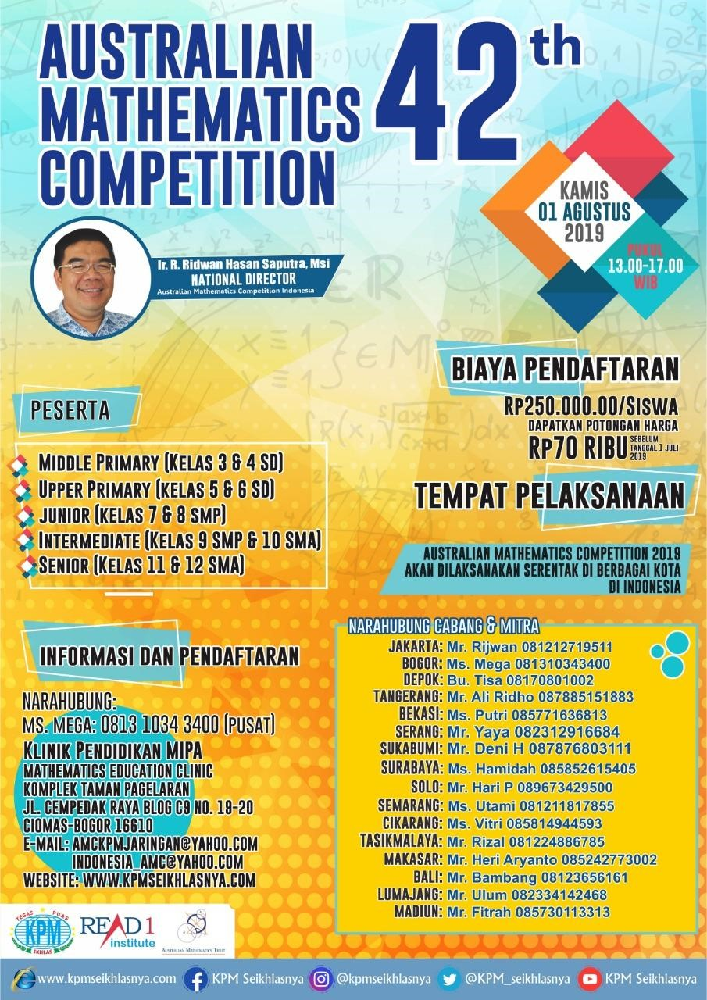 AUSTRALIAN
MATHEMATICS
COMPETITION
42th
KAMIS
01 AGUSTUS
2019
PUKUL
13.00-17.00
WIB
Ir. R. Ridwan Hasan Saputra, Msi
NATIONAL DIRECTOR
Australian Mathematics Competition Indonesia
BIAYA PENDAFTARAN
RP250.000.00/SISWA
DAPATKAN POTONGAN HARGA
RP70 RIBU SEBELUM
TANGGAL 1 JULI
2019
PESERTA
MIDDLE PRIMARY (KELAS 3 & 4 SD)
UPPER PRIMARY (KELAS 5 & 6 SD)
JUNIOR (KELAS 7 & 8 SMP)
INTERMEDIATE (KELAS 9 SMP & 10 SMA)
SENIOR (KELAS 11 & 12 SMA)
TEMPAT PELAKSANAAN
AUSTRALIAN MATHEMATICS COMPETITION 2019
AKAN DILAKSANAKAN SERENTAK DI BERBAGAI KOTA
DI INDONESIA
INFORMASI DAN PENDAFTARAN
NARAHUBUNG:
MS. MEGA: 0813 1034 3400 (PUSAT)
KLINIK PENDIDIKAN MIPA
MATHEMATICS EDUCATION CLINIC
KOMPLEK TAMAN PAGELARAN
JL. CEMPEDAK RAYA BLOG C9 NO. 19-20
CIOMAS-BOGOR 16610
E-MAIL: AMCKPMJARINGAN@YAHOO.COM
INDONESIA_AMC@YAHOO.COM
WEBSITE: WWW.KPMSEIKHLASNYA.COM
NARAHUBUNG CABANG & MITRA
JAKARTA: Mr. Rijwan 081212719511
BOGOR: Ms. Mega 081310343400
DEPOK: Bu. Tisa 08170801002
TANGERANG: Mr. Ali Ridho 087885151883
BEKASI: Ms. Putri 085771636813
SERANG: Mr. Yaya 082312916684
SUKABUMI: Mr. Deni H 087876803111
SURABAYA: Ms. Hamidah 085852615405
SOLO: Mr. Hari P 089673429500
SEMARANG: Ms. Utami 081211817855
CIKARANG: Ms. Vitri 085814944593
TASIKMALAYA: Mr. Rizal 081224886785
MAKASAR: Mr. Heri Aryanto 085242773002
BALI: Mr. Bambang 08123656161
LUMAJANG: Mr. Ulum 082334142468
MADIUN: Mr. Fitrah 085730113313
TEGAS PUAS
KPM
IKHLAS
READ 1
institute
AUSTRALIAN MATHEMATICS TRUST
www.kpmseikhlasnya.com
KPM Seikhlasnya
@kpmseikhlasnya
@KPM_seikhlasnya
KPM Seikhlasnya